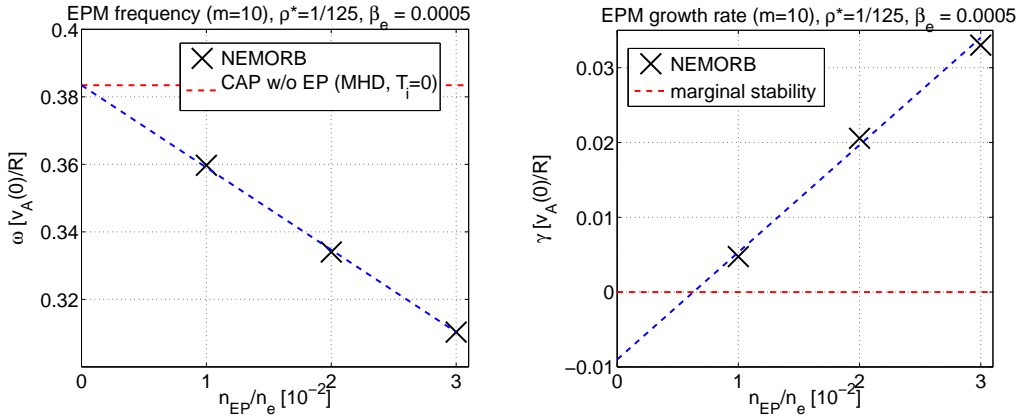 EPM frequency (m=10), ρ*=1/125, β_e = 0.0005
0.4
0.38
0.36
0.34
0.32
ω [v_A(0)/R]
NEMORB
CAP w/o EP (MHD, T_i=0)
0 1 2 3
n_EP/n_e [10^-2]
EPM growth rate (m=10), ρ*=1/125, β_e = 0.0005
0.03
0.02
0.01
0
−0.01
γ [v_A(0)/R]
NEMORB
marginal stability
0 1 2 3
n_EP/n_e [10^-2]